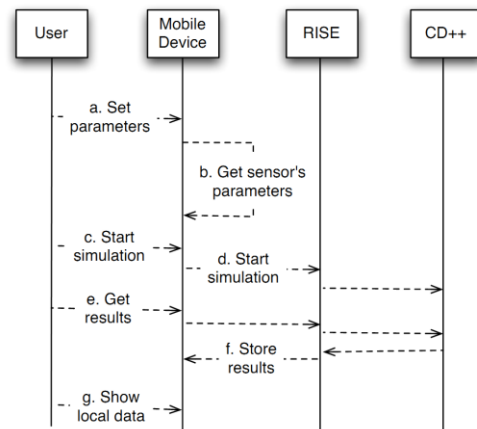 User
Mobile
Device
RISE
CD++
a. Set
parameters
b. Get sensor's
parameters
c. Start
simulation
d. Start
simulation
e. Get
results
f. Store
results
g. Show
local data